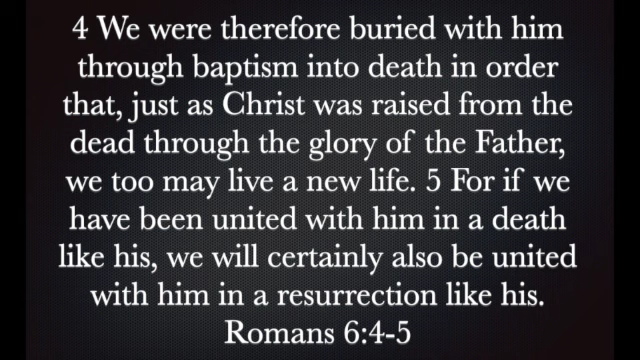 4 We were therefore buried with him
through baptism into death in order
that, just as Christ was raised from the
dead through the glory of the Father,
we too may live a new life. 5 For if we
have been united with him in a death
like his, we will certainly also be united
with him in a resurrection like his.
Romans 6:4-5